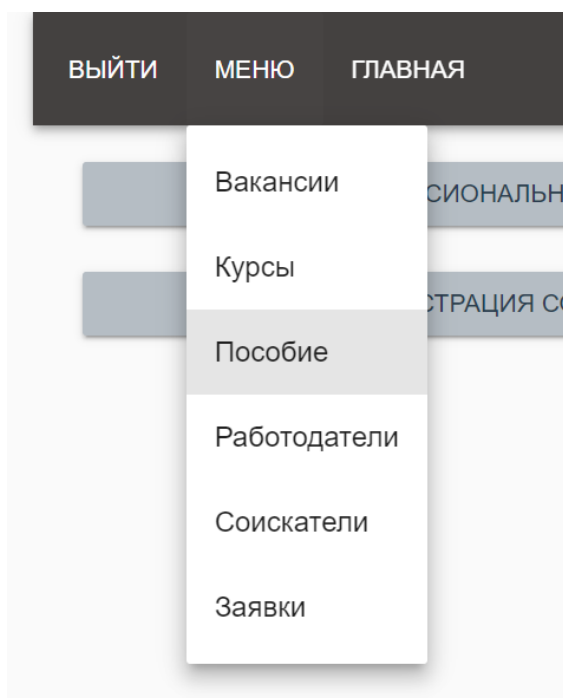 ВЫЙТИ МЕНЮ ГЛАВНАЯ
Вакансии
Курсы
Пособие
Работодатели
Соискатели
Заявки